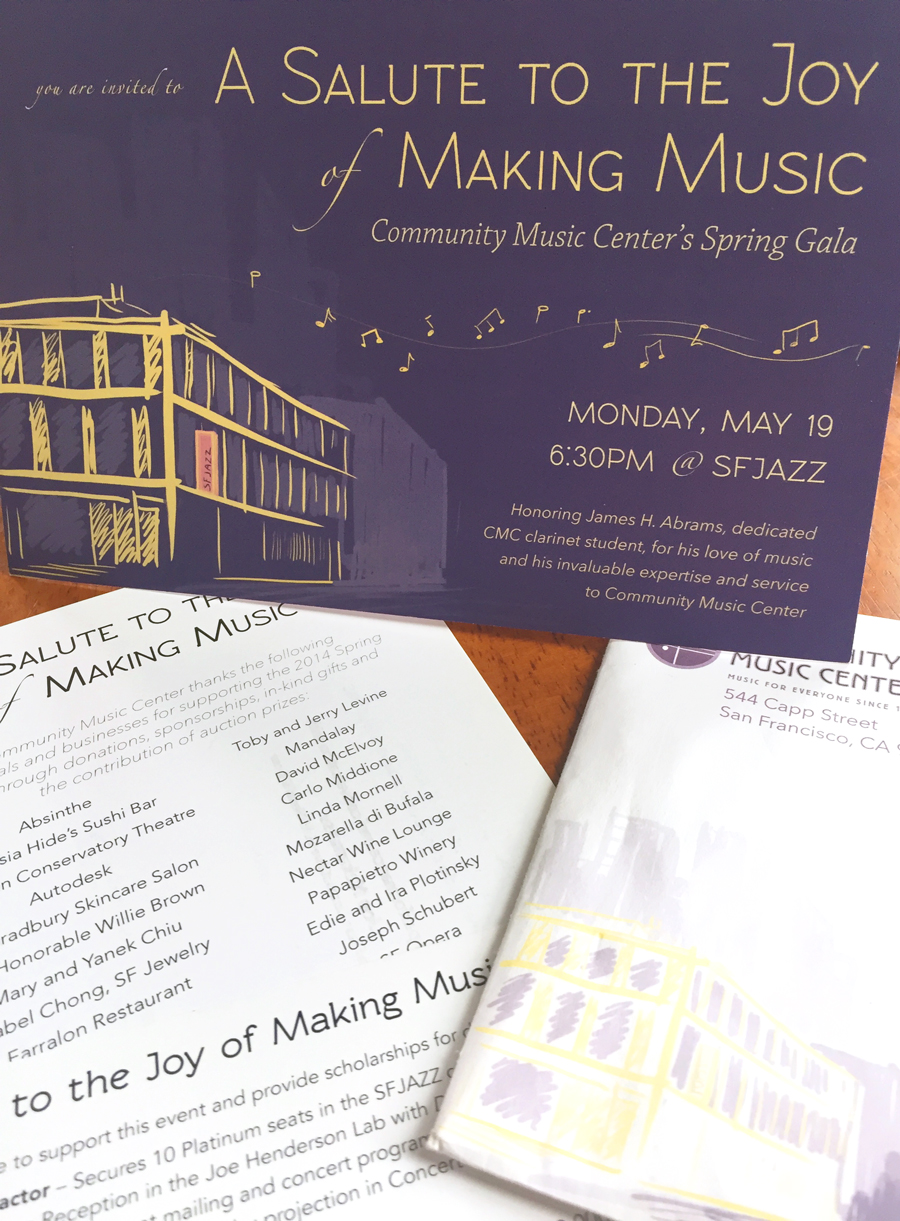 you are invited to A SALUTE TO THE JOY
of MAKING MUSIC
Community Music Center's Spring Gala
SFJAZZ
MONDAY, MAY 19
6:30PM @ SFJAZZ
Honoring James H. Abrams, dedicated
CMC clarinet student, for his love of music
and his invaluable expertise and service
to Community Music Center
SALUTE TO THE
of MAKING MUSIC
Music Center thanks the following
and businesses for supporting the 2014 Spring
donations, sponsorships, in-kind gifts and
the contribution of auction prizes:
Absinthe
Hide's Sushi Bar
Conservatory Theatre
Autodesk
Skincare Salon
Honorable Willie Brown
Mary and Yanek Chiu
Chong, SF Jewelry
Farralon Restaurant
Toby and Jerry Levine
Mandalay
David McElvoy
Carlo Middione
Linda Mornell
Mozarella di Bufala
Nectar Wine Lounge
Papapietro Winery
Edie and Ira Plotinsky
Joseph Schubert
SF Opera
to the Joy of Making Music
to support this event and provide scholarships for
– Secures 10 Platinum seats in the SFJAZZ
Reception in the Joe Henderson Lab with
mailing and concert
projection in
MUSIC CENTE
MUSIC FOR EVERYONE SINCE
544 Capp Street
San Francisco, CA